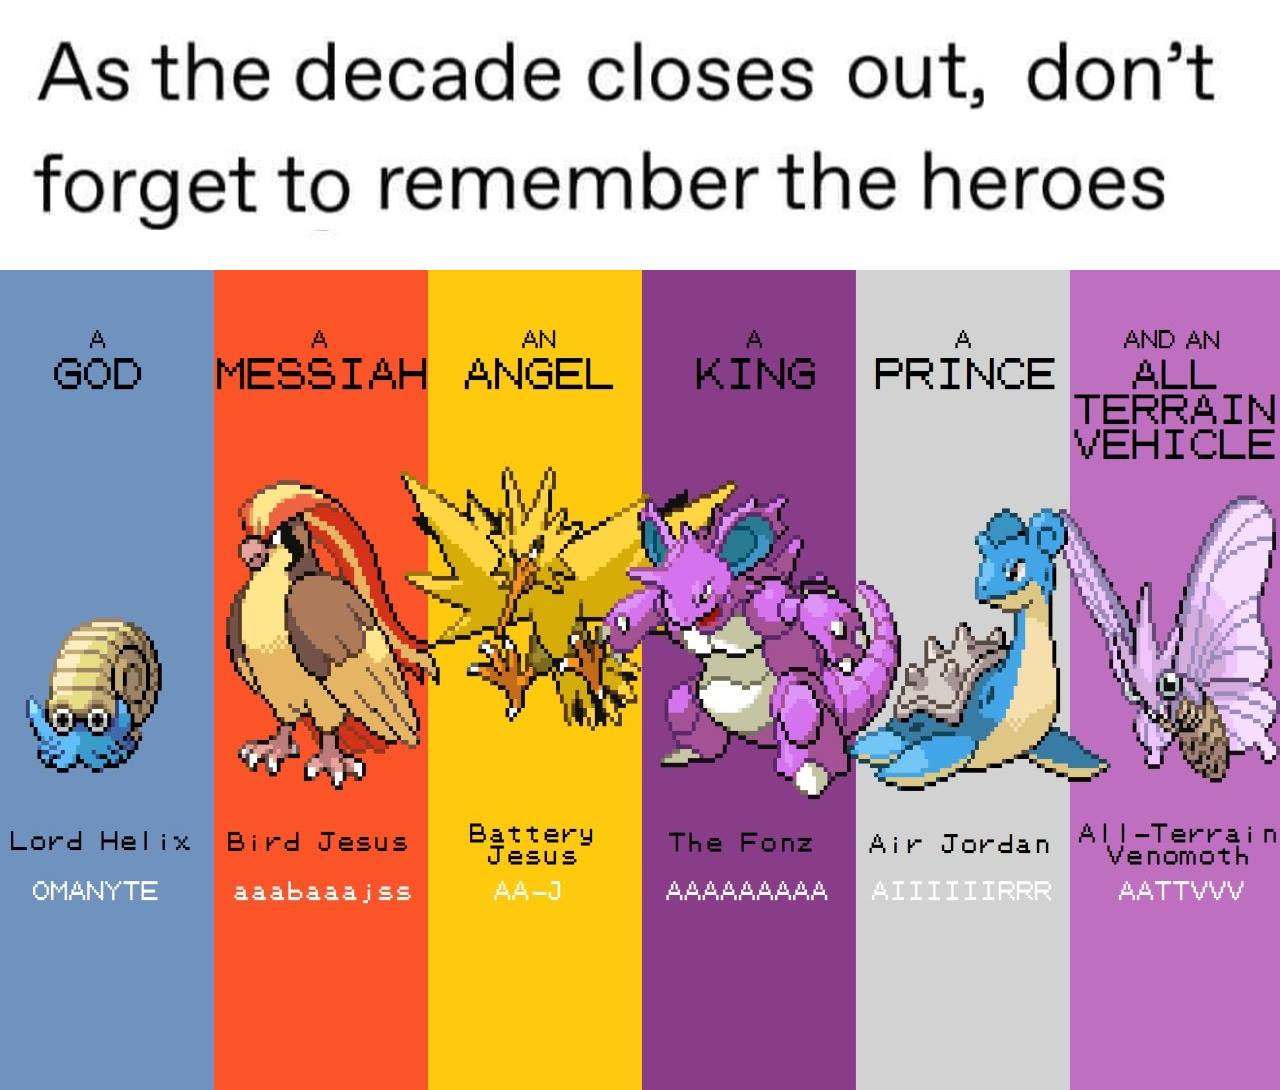 As the decade closes out, don't
forget to remember the heroes
A
GOD
Lord Helix
OMANYTE
A
MESSIAH
Bird Jesus
aaabaaajss
AN
ANGEL
Battery
Jesus
AA-J
A
KING
The Fonz
AAAAAAAAA
A
PRINCE
Air Jordan
AIIIIIIRRR
AND AN
ALL
TERRAIN
VEHICLE
All-Terrain
Venomoth
AATTVVV